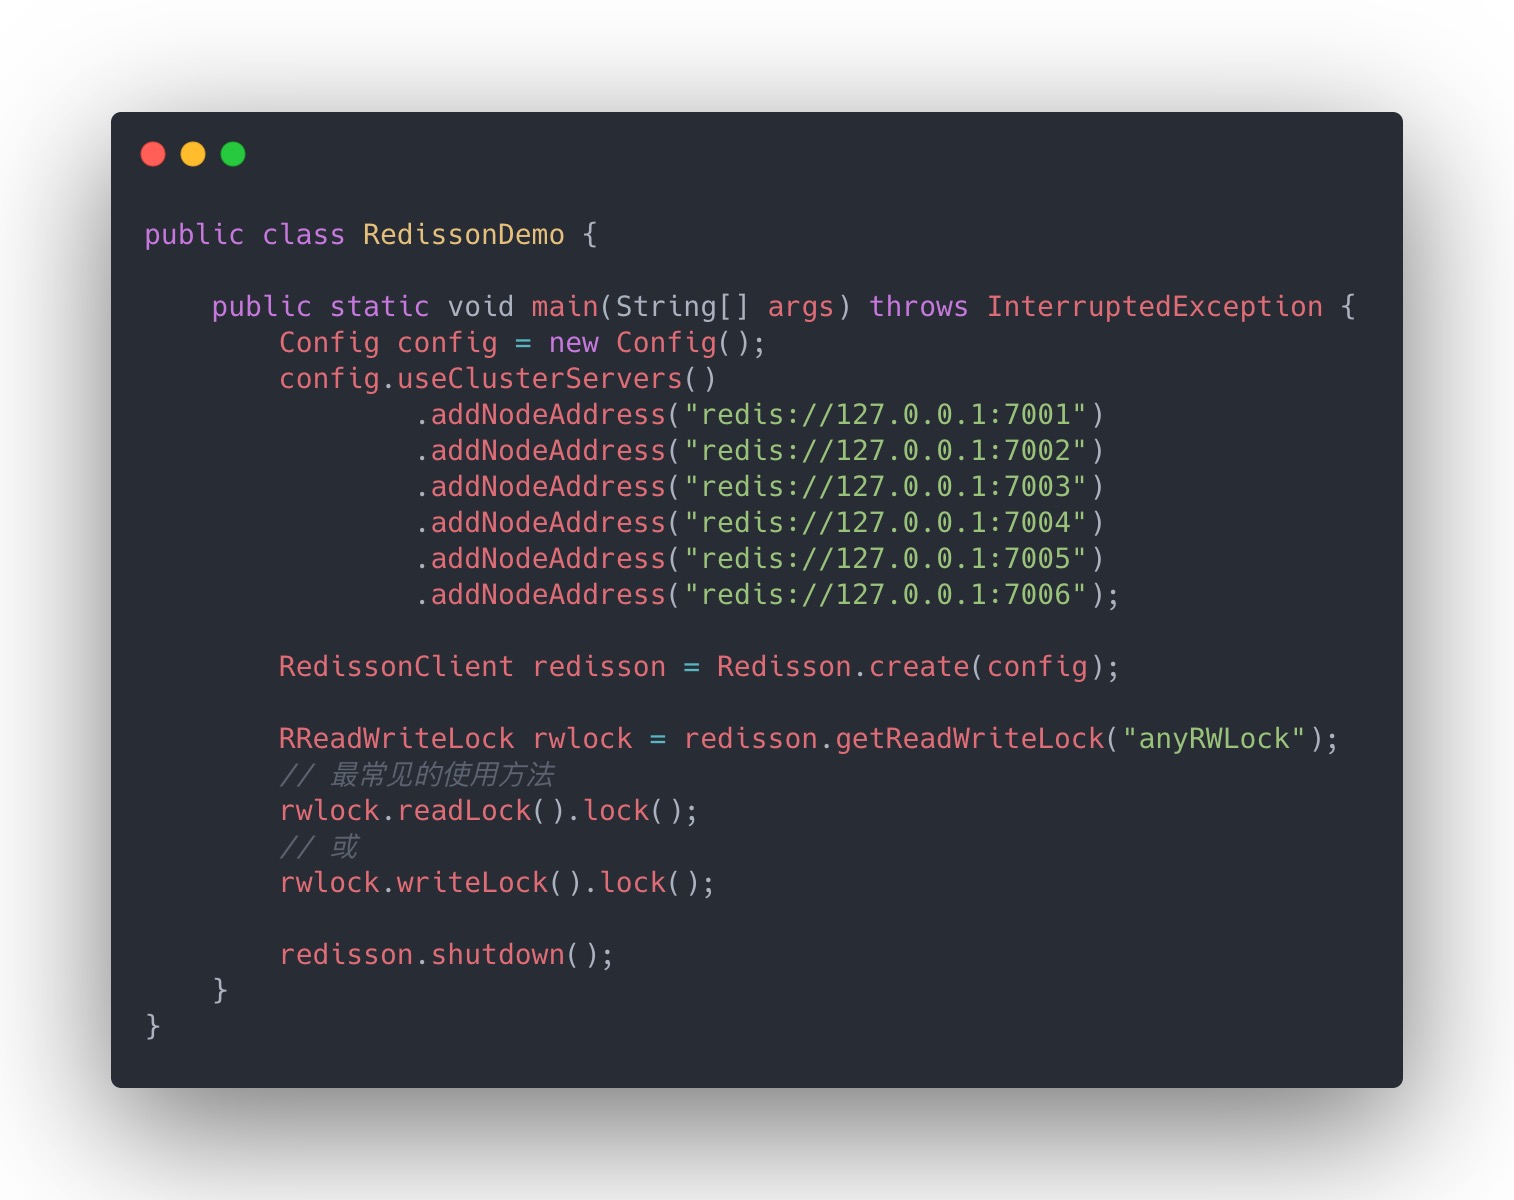 public class RedissonDemo {
    public static void main(String[] args) throws InterruptedException {
        Config config = new Config();
        config.useClusterServers()
                .addNodeAddress("redis://127.0.0.1:7001")
                .addNodeAddress("redis://127.0.0.1:7002")
                .addNodeAddress("redis://127.0.0.1:7003")
                .addNodeAddress("redis://127.0.0.1:7004")
                .addNodeAddress("redis://127.0.0.1:7005")
                .addNodeAddress("redis://127.0.0.1:7006");
        RedissonClient redisson = Redisson.create(config);
        RReadWriteLock rwlock = redisson.getReadWriteLock("anyRWLock");
        // 最常见的使用方法
        rwlock.readLock().lock();
        // 或
        rwlock.writeLock().lock();
        redisson.shutdown();
    }
}